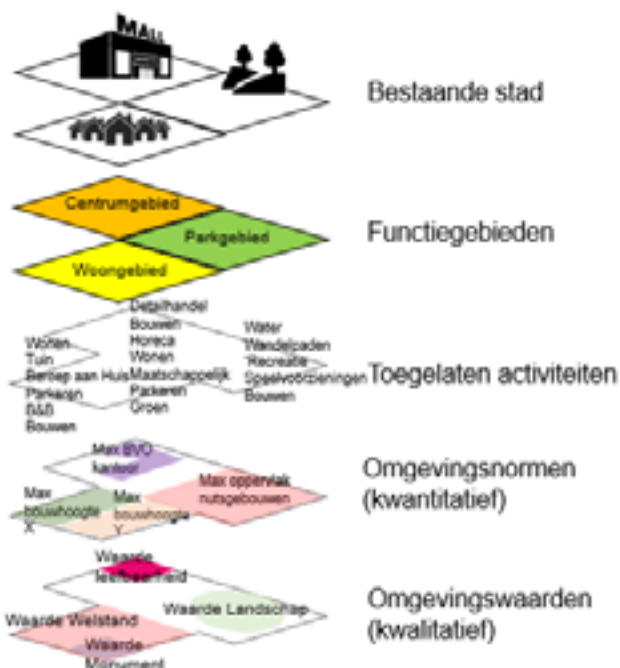 MALL
Bestaande stad
Centrumgebied
Parkgebied
Woongebied
Functiegebieden
Detailhandel
Bouwen
Horeca
Wonen
Maatschappelijk
Parkeren
Groen
Wonen
Tuin
Beroep aan Huis
Parkeren
B&B
Bouwen
Water
Wandelpaden
Recreatie
Speelvoorzieningen
Bouwen
Toegelaten activiteiten
Max BVO
kantoor
Max oppervlak
nutsgebouwen
Max
bouwhoogte
X
Max
bouwhoogte
Y
Omgevingsnormen
(kwantitatief)
Waarde
leefbaarheid
Waarde Landschap
Waarde Welstand
Waarde
Monument
Omgevingswaarden
(kwalitatief)